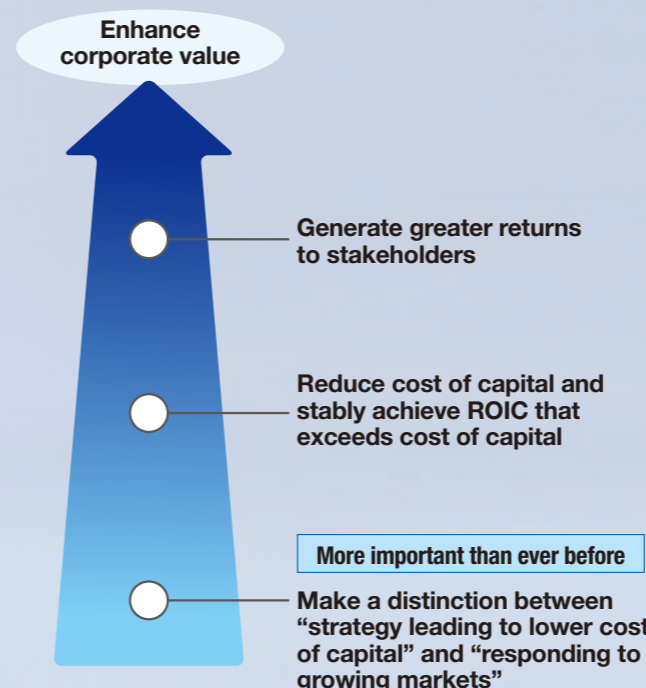 Enhance
corporate value
Generate greater returns
to stakeholders
Reduce cost of capital and
stably achieve ROIC that
exceeds cost of capital
More important than ever before
Make a distinction between
“strategy leading to lower cost
of capital” and “responding to
growing markets”